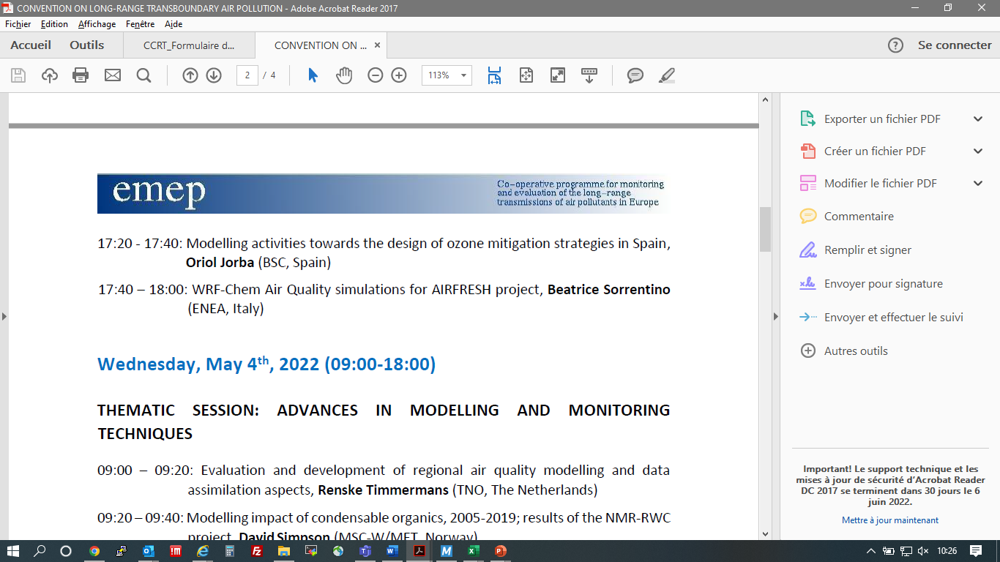 CONVENTION ON LONG-RANGE TRANSBOUNDARY AIR POLLUTION - Adobe Acrobat Reader 2017
Fichier Edition Affichage Fenêtre Aide
Accueil Outils CCRT_Formulaire d... CONVENTION ON ... × ? Se connecter
2 / 4 113%
emep
Co-operative programme for monitoring
and evaluation of the long-range
transmissions of air pollutants in Europe
17:20 - 17:40: Modelling activities towards the design of ozone mitigation strategies in Spain,
Oriol Jorba (BSC, Spain)
17:40 – 18:00: WRF-Chem Air Quality simulations for AIRFRESH project, Beatrice Sorrentino
(ENEA, Italy)
Wednesday, May 4th, 2022 (09:00-18:00)
THEMATIC SESSION: ADVANCES IN MODELLING AND MONITORING
TECHNIQUES
09:00 – 09:20: Evaluation and development of regional air quality modelling and data
assimilation aspects, Renske Timmermans (TNO, The Netherlands)
09:20 – 09:40: Modelling impact of condensable organics, 2005-2019; results of the NMR-RWC
project, David Simpson (MSC-W/MET, Norway)
Exporter un fichier PDF
Créer un fichier PDF
Modifier le fichier PDF
Commentaire
Remplir et signer
Envoyer pour signature
Envoyer et effectuer le suivi
Autres outils
Important! Le support technique et les
mises à jour de sécurité d'Acrobat Reader
DC 2017 se terminent dans 30 jours le 6
juin 2022.
Mettre à jour maintenant
10:26